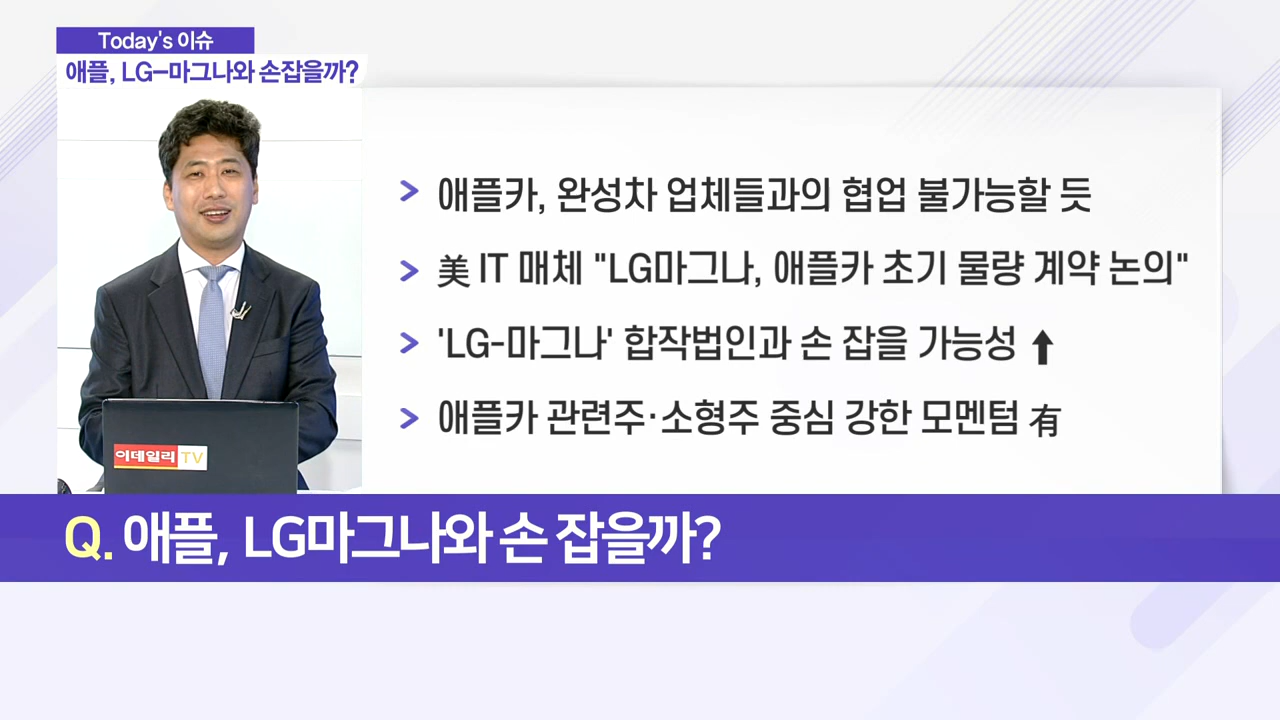 Today's 이슈
애플, LG-마그나와 손잡을까?
> 애플카, 완성차 업체들과의 협업 불가능할 듯
> 美 IT 매체 "LG마그나, 애플카 초기 물량 계약 논의"
> 'LG-마그나' 합작법인과 손 잡을 가능성 ⬆
> 애플카 관련주·소형주 중심 강한 모멘텀 有
이데일리TV
Q. 애플, LG마그나와 손 잡을까?